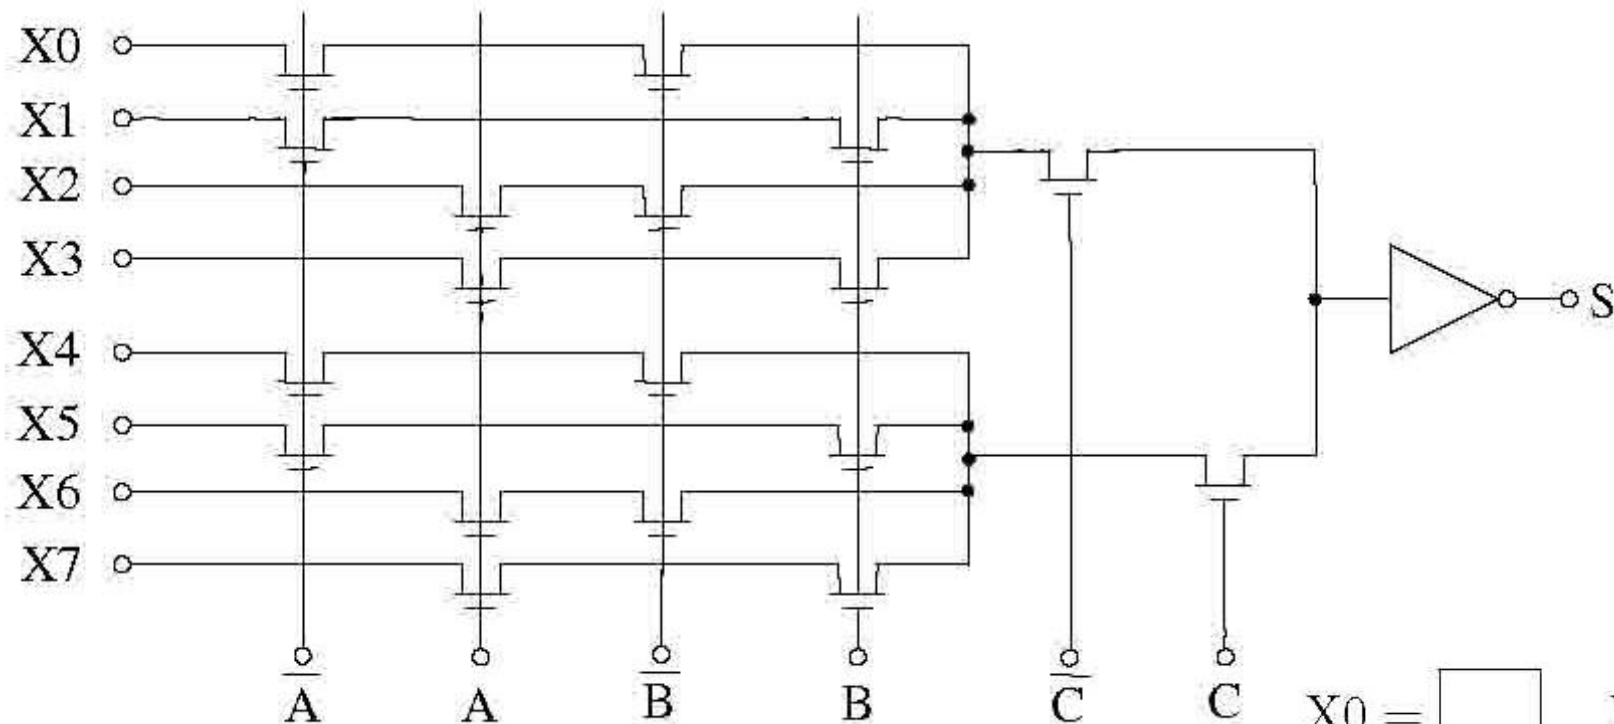 X0
X1
X2
X3
S
X4
X5
X6
X7
A̅ A B̅ B C̅ C
X0 =